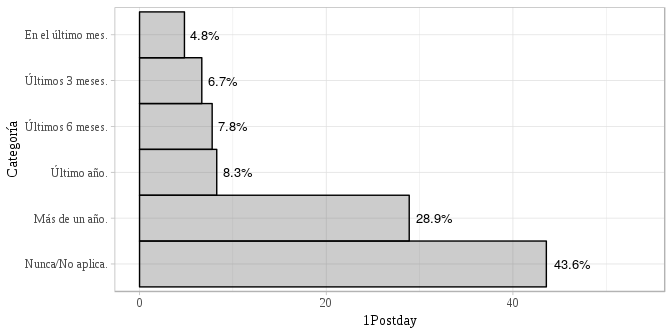 Categoría
En el último mes.
4.8%
Últimos 3 meses.
6.7%
Últimos 6 meses.
7.8%
Último año.
8.3%
Más de un año.
28.9%
Nunca/No aplica.
43.6%
0
20
40
1Postday